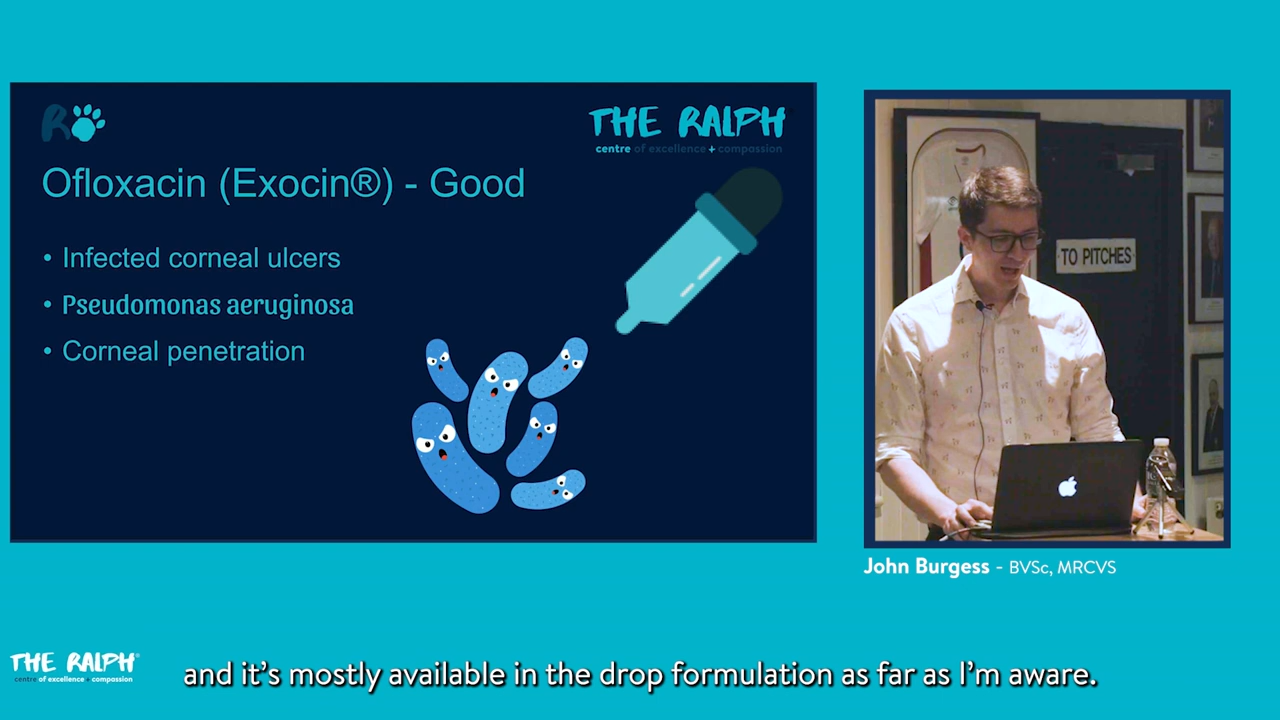 THE RALPH
centre of excellence + compassion
Ofloxacin (Exocin®) - Good
• Infected corneal ulcers
• Pseudomonas aeruginosa
• Corneal penetration
TO PITCHES
John Burgess - BVSc, MRCVS
THE RALPH®
centre of excellence + compassion
and it's mostly available in the drop formulation as far as I'm aware.